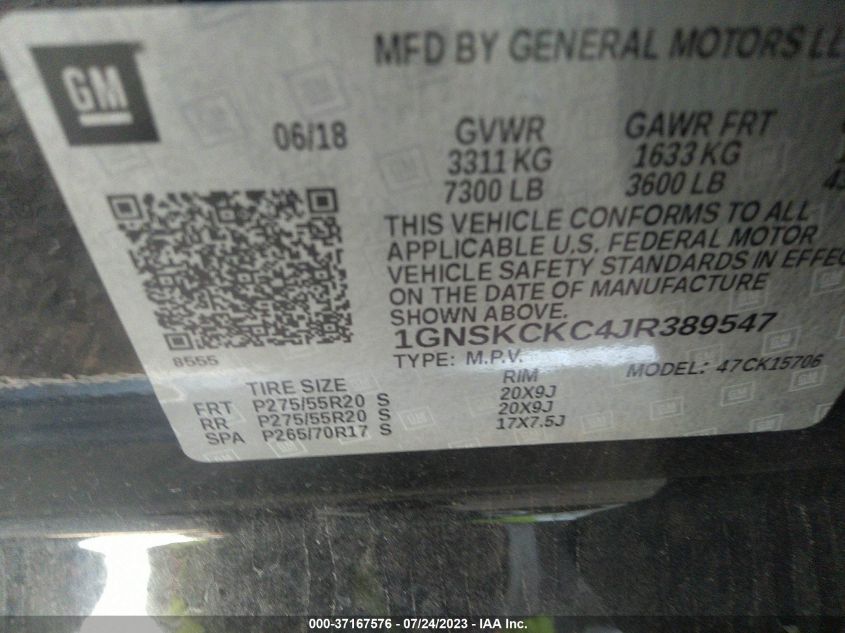 GM
MFD BY GENERAL MOTORS
06/18
GVWR GAWR FRT
3311 KG 1633 KG
7300 LB 3600 LB
THIS VEHICLE CONFORMS TO ALL
APPLICABLE U.S. FEDERAL MOTOR
VEHICLE SAFETY STANDARDS IN
ON THE DATE OF MANUFACTURE
SHOWN ABOVE.
1GNSKCKC4JR389547
8555
TYPE: M.P.V. MODEL: 47CK15706
TIRE SIZE RIM
FRT P275/55R20 S 20X9J
RR P275/55R20 S 20X9J
SPA P265/70R17 S 17X7.5J
000-37167576 - 07/24/2023 - IAA Inc.